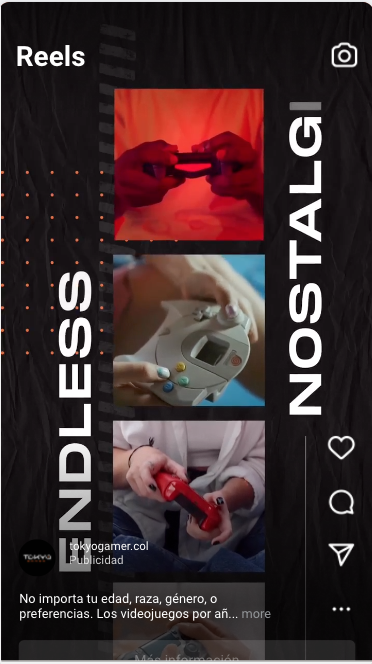 Reels
ENDLESS
NOSTALGI
TOKYO
tokyogamer.col
Publicidad
No importa tu edad, raza, género, o
preferencias. Los videojuegos por añ... more
Más información